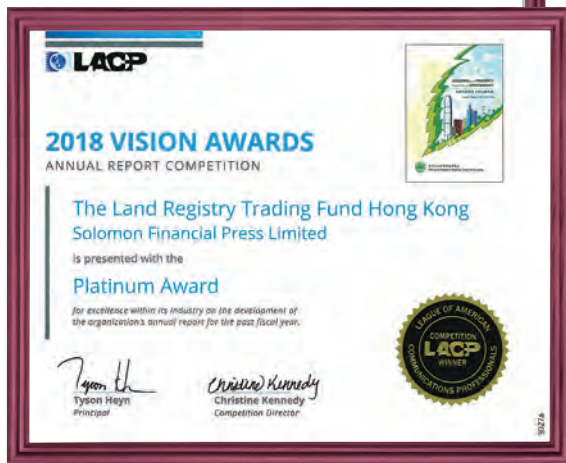 LACP
2018 VISION AWARDS
ANNUAL REPORT COMPETITION
The Land Registry Trading Fund Hong Kong
Solomon Financial Press Limited
is presented with the
Platinum Award
for excellence within its industry on the development of
the organization's annual report for the past fiscal year.
Tyson Heyn
Principal
Christine Kennedy
Christine Kennedy
Competition Director
LEAGUE OF AMERICAN
COMMUNICATIONS PROFESSIONALS
COMPETITION
LACP
WINNER